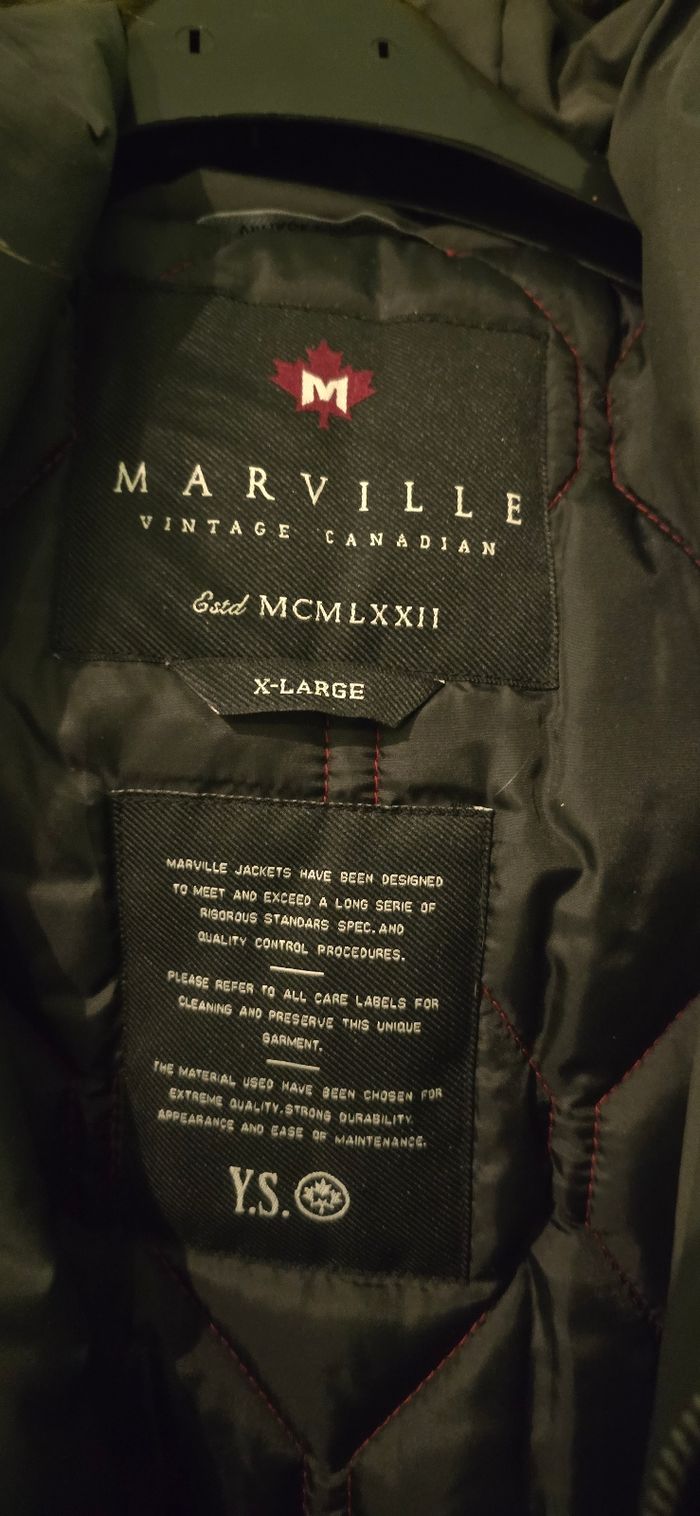 M
MARVILLE
VINTAGE CANADIAN
Estd MCMLXXII
X-LARGE
MARVILLE JACKETS HAVE BEEN DESIGNED
TO MEET AND EXCEED A LONG SERIE OF
RIGOROUS STANDARS SPEC. AND
QUALITY CONTROL PROCEDURES.
PLEASE REFER TO ALL CARE LABELS FOR
CLEANING AND PRESERVE THIS UNIQUE
GARMENT.
THE MATERIAL USED HAVE BEEN CHOSEN FOR
EXTREME QUALITY.STRONG DURABILITY.
APPEARANCE AND EASE OF MAINTENANCE.
Y.S. M